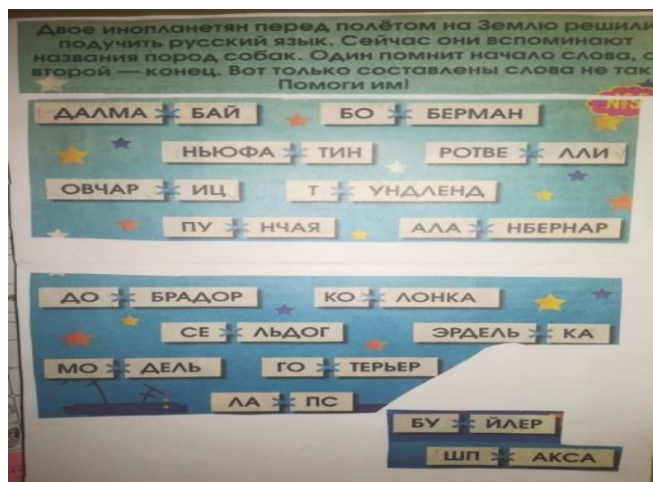 Двое инопланетян перед полётом на Землю решили
подучить русский язык. Сейчас они вспоминают
названия пород собак. Один помнит начало слова, а
второй — конец. Вот только составлены слова не так
Помоги им!
№3
ДАЛМА БАЙ БО БЕРМАН
НЬЮФА ТИН РОТВЕ ЛЛИ
ОВЧАР ИЦ Т УНДЛЕНД
ПУ НЧАЯ АЛА НБЕРНАР
ДО БРАДОР КО ЛОНКА
СЕ ЛЬДОГ ЭРДЕЛЬ КА
МО ДЕЛЬ ГО ТЕРЬЕР
ЛА ПС
БУ ЙЛЕР
ШП АКСА